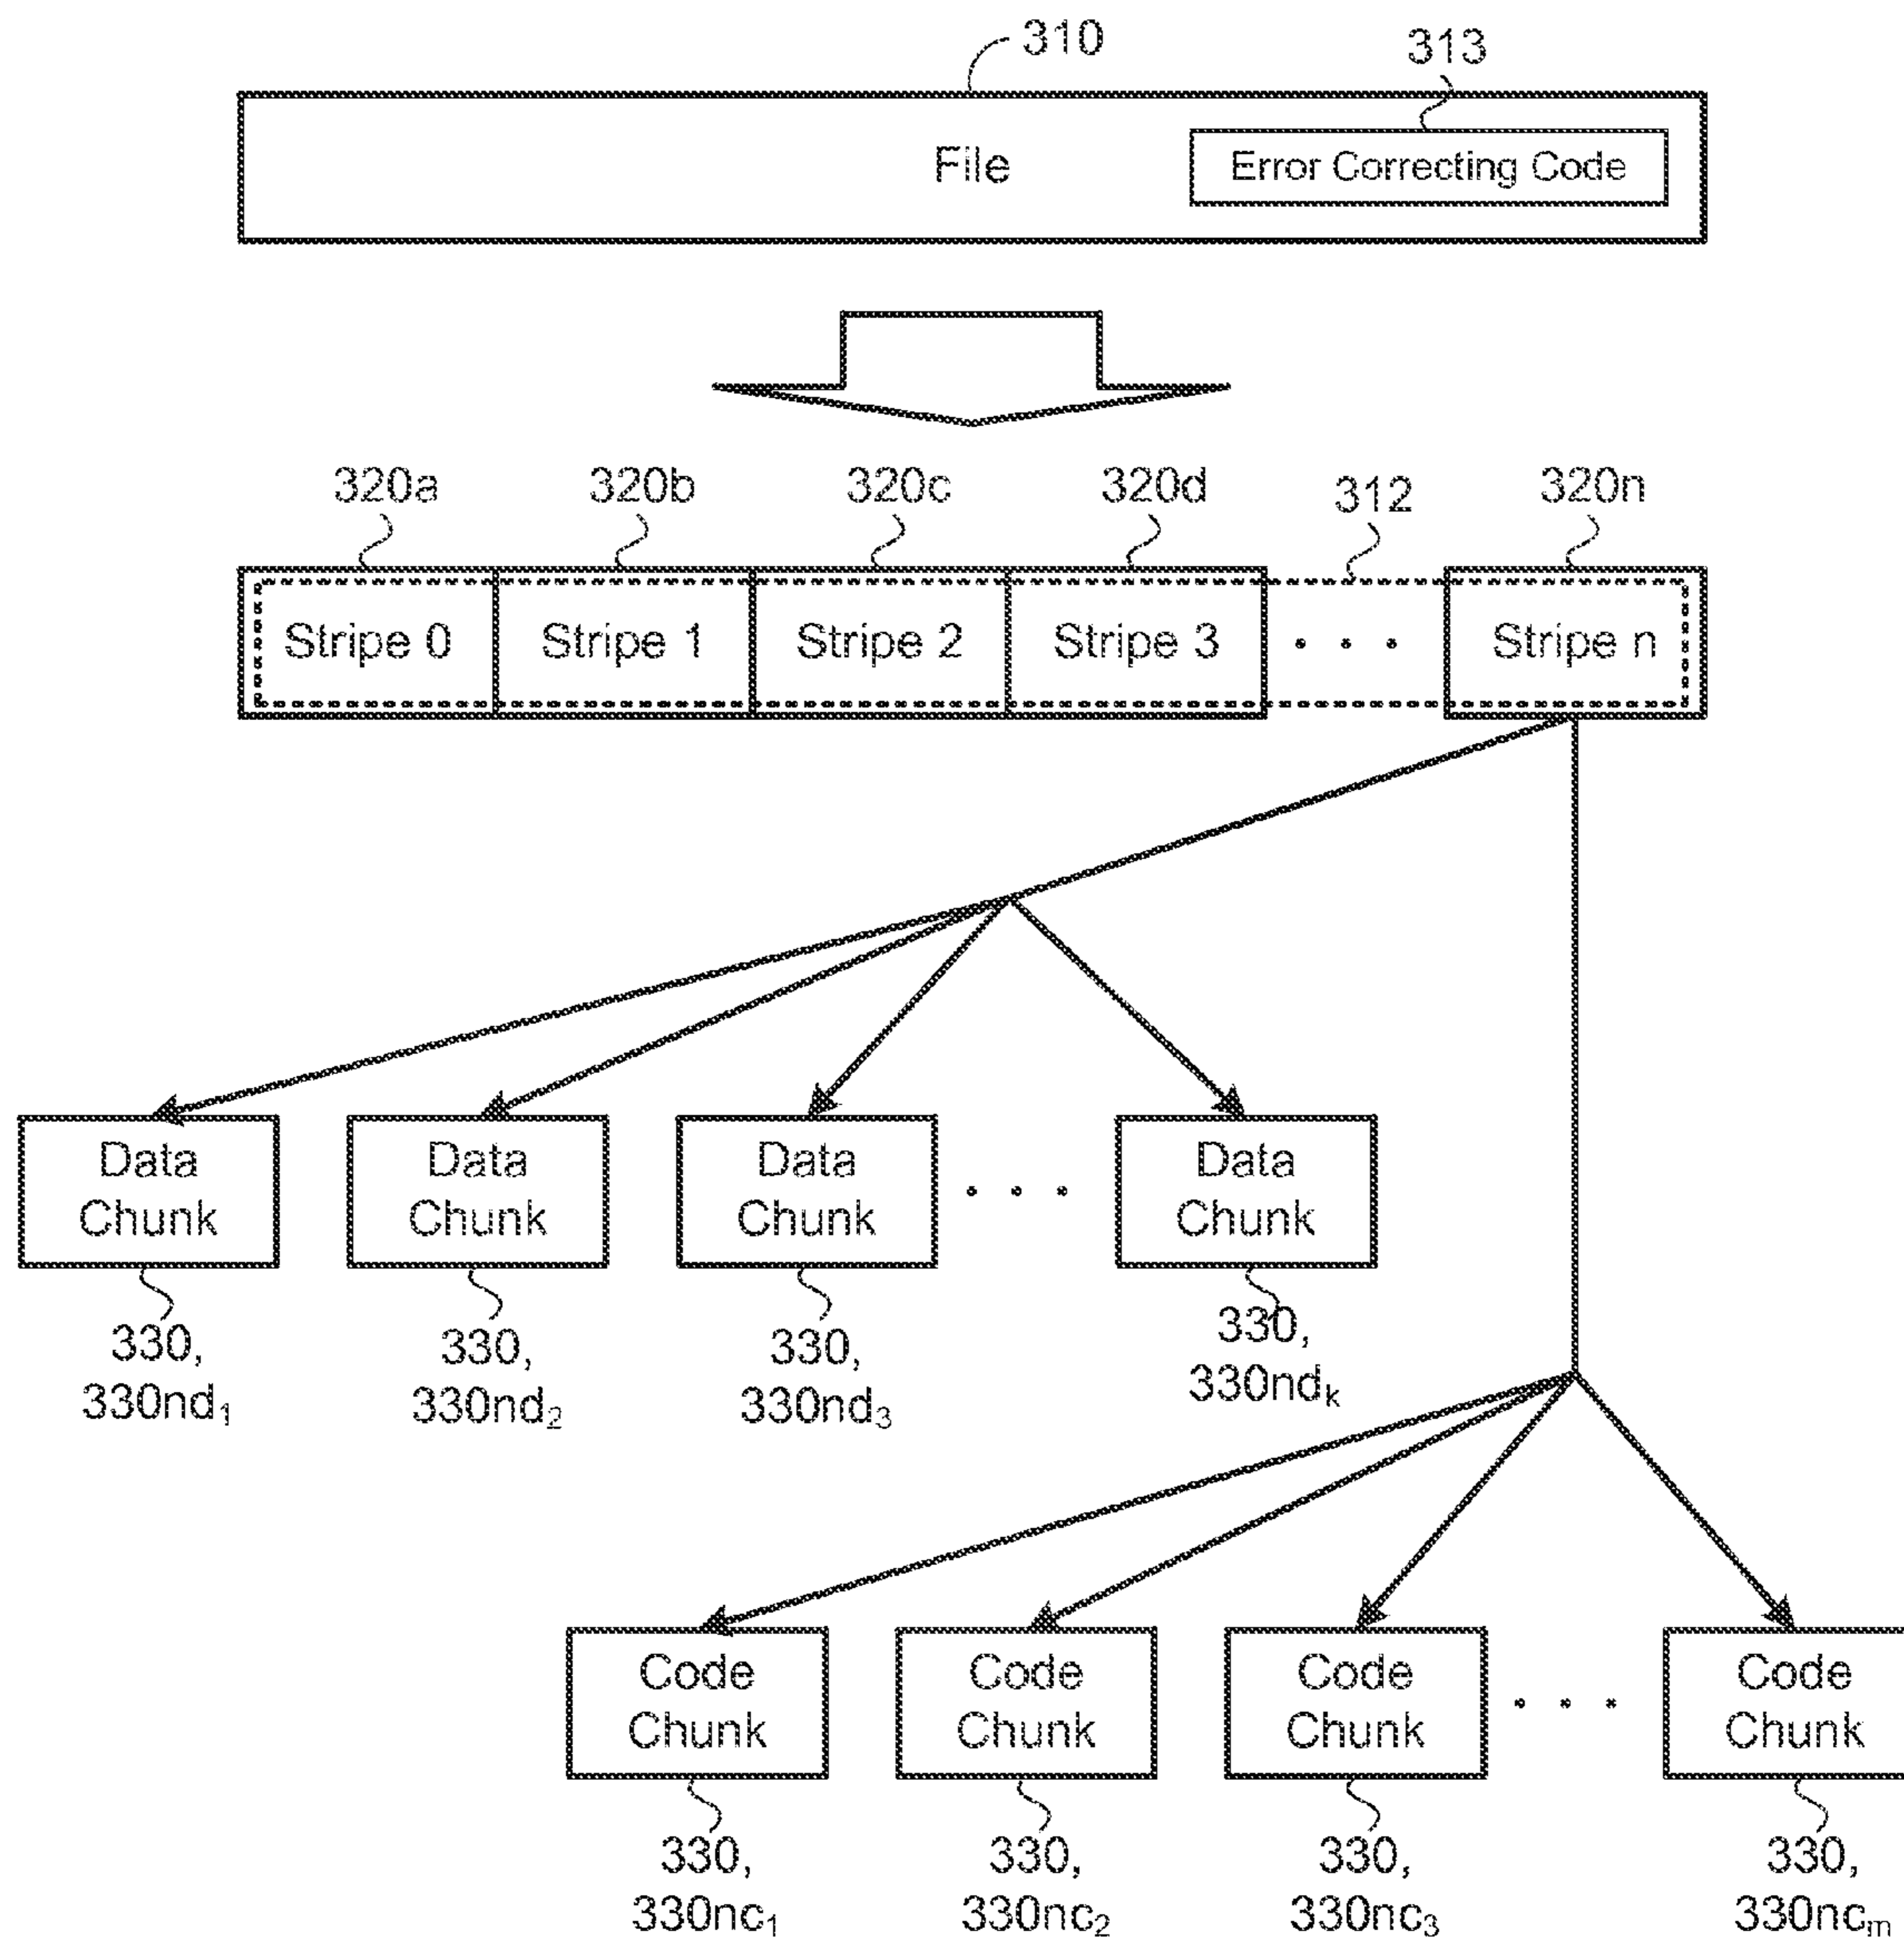 310
313
File
Error Correcting Code
320a 320b 320c 320d 312 320n
Stripe 0 Stripe 1 Stripe 2 Stripe 3 . . . Stripe n
Data Chunk
Data Chunk
Data Chunk
. . .
Data Chunk
330, 330nd₁
330, 330nd₂
330, 330nd₃
330, 330ndₖ
Code Chunk
Code Chunk
Code Chunk
. . .
Code Chunk
330, 330nc₁
330, 330nc₂
330, 330nc₃
330, 330ncₘ